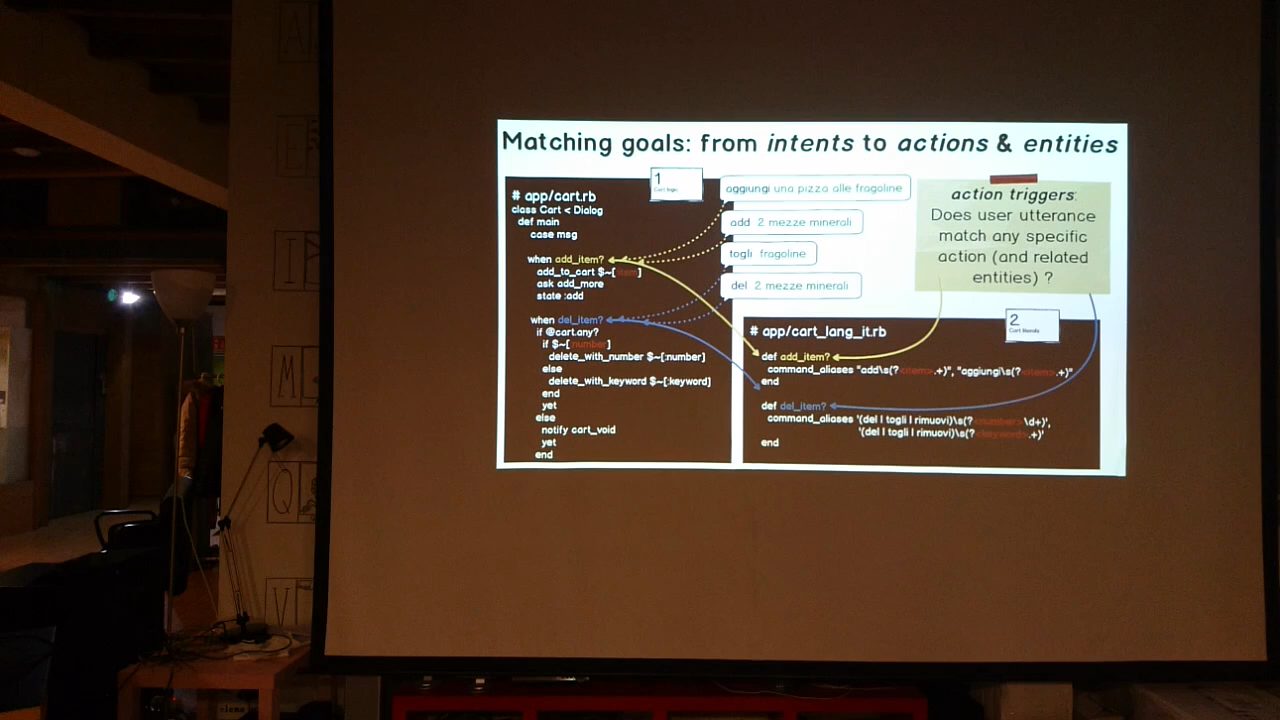 Matching goals: from intents to actions & entities
1
# app/cart.rb
class Cart < Dialog
def main
case msg
when add_item?
add_to_cart $~[item]
ask add_more
state :add
when del_item?
if @cart.any?
if $~[:number]
delete_with_number $~[:number]
else
delete_with_keyword $~[:keyword]
end
yet
else
notify cart_void
yet
end
aggiungi una pizza alle fragoline
add 2 mezze minerali
togli fragoline
del 2 mezze minerali
action triggers:
Does user utterance
match any specific
action (and related
entities) ?
2
# app/cart_lang_it.rb
def add_item?
command_aliases "add\s(?<item>.+)", "aggiungi\s(?<item>.+)"
end
def del_item?
command_aliases '(del | togli | rimuovi)\s(?<number>\d+)',
'(del | togli | rimuovi)\s(?<keyword>.+)'
end
A
E
I
M
Q
V